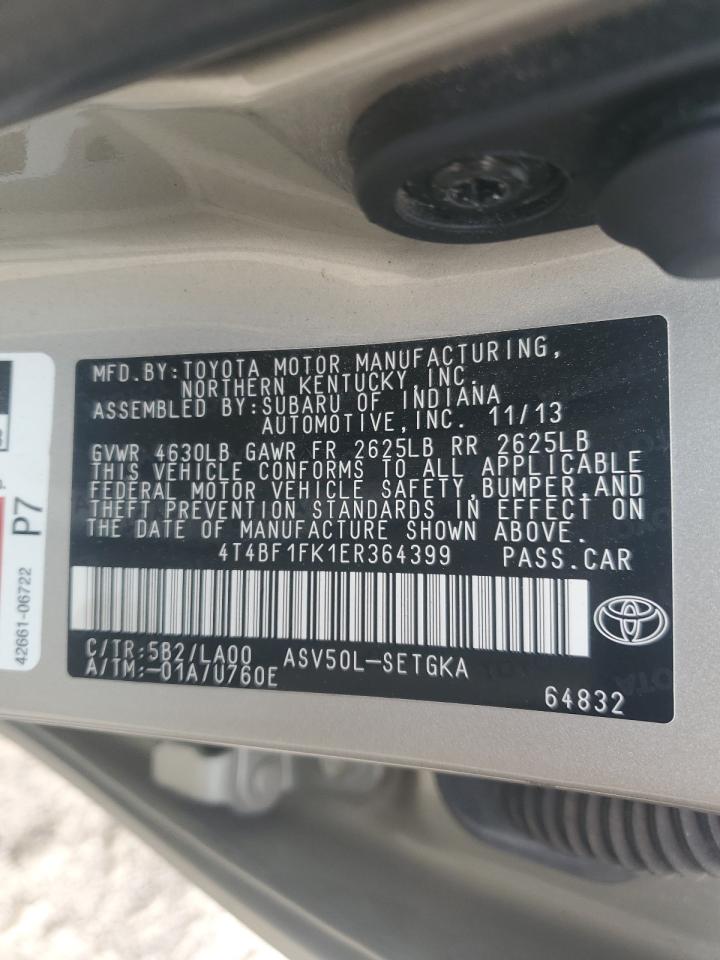 MFD.BY:TOYOTA MOTOR MANUFACTURING,
NORTHERN KENTUCKY, INC.
ASSEMBLED BY:SUBARU OF INDIANA
AUTOMOTIVE,INC. 11/13
GVWR 4630LB GAWR FR 2625LB RR 2625LB
THIS VEHICLE CONFORMS TO ALL APPLICABLE
FEDERAL MOTOR VEHICLE SAFETY,BUMPER,AND
THEFT PREVENTION STANDARDS IN EFFECT ON
THE DATE OF MANUFACTURE SHOWN ABOVE.
4T4BF1FK1ER364399 PASS.CAR
C/TR:5B2/LA00 ASV50L-SETGKA
A/TM:-01A/U760E
64832
42661-06722 P7